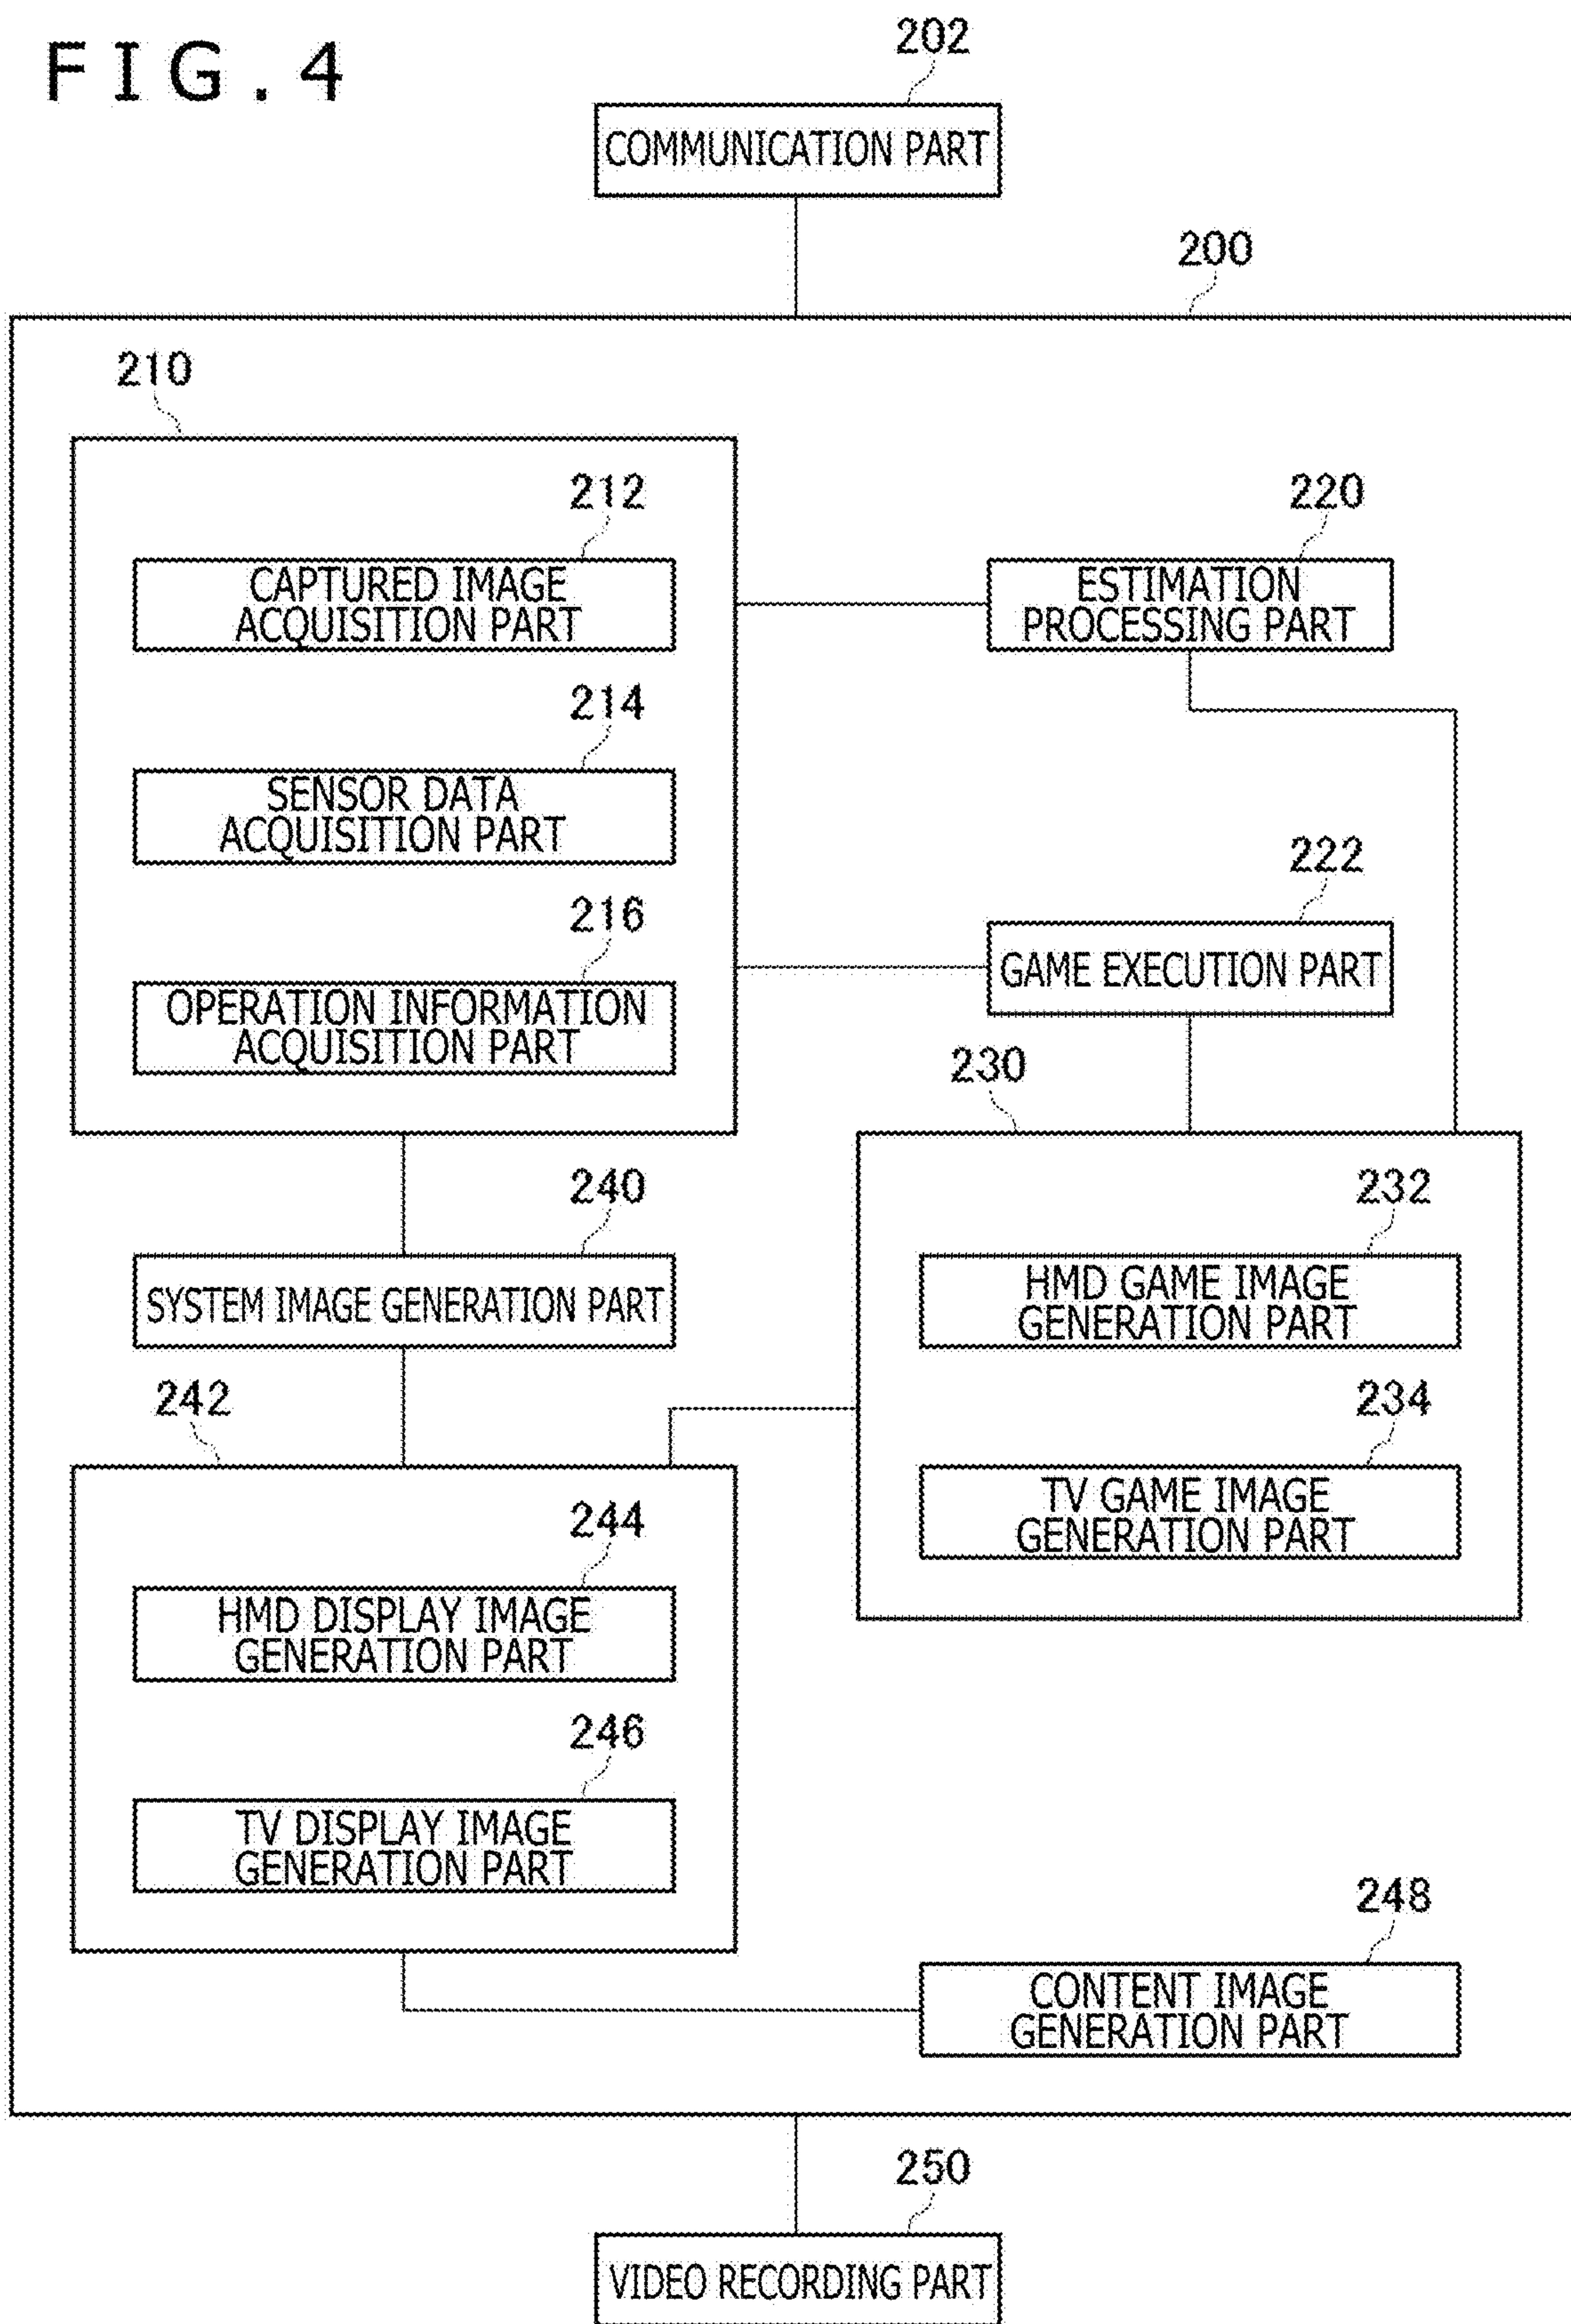 FIG.4
202
COMMUNICATION PART
200
210
212
CAPTURED IMAGE
ACQUISITION PART
220
ESTIMATION
PROCESSING PART
214
SENSOR DATA
ACQUISITION PART
222
GAME EXECUTION PART
216
OPERATION INFORMATION
ACQUISITION PART
230
240
SYSTEM IMAGE GENERATION PART
232
HMD GAME IMAGE
GENERATION PART
242
234
TV GAME IMAGE
GENERATION PART
244
HMD DISPLAY IMAGE
GENERATION PART
246
TV DISPLAY IMAGE
GENERATION PART
248
CONTENT IMAGE
GENERATION PART
250
VIDEO RECORDING PART